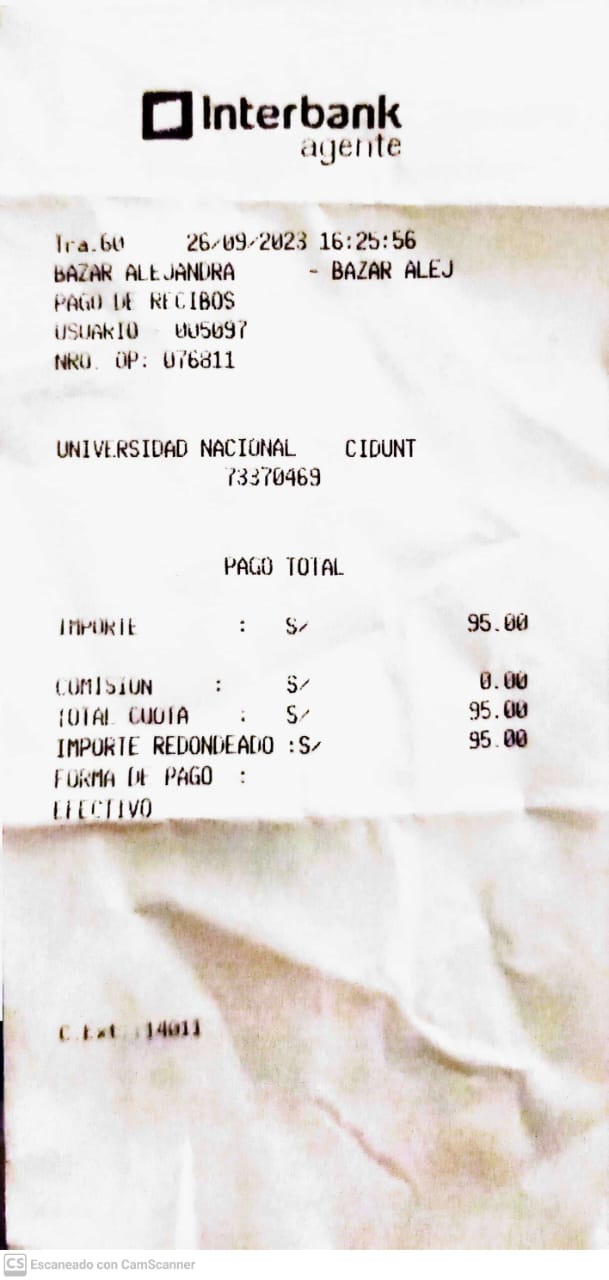 Interbank
agente
Tra.60 26/09/2023 16:25:56
BAZAR ALEJANDRA - BAZAR ALEJ
PAGO DE RECIBOS
USUARIO 005097
NRO. OP: 076811
UNIVERSIDAD NACIONAL CIDUNT
73370469
PAGO TOTAL
IMPORTE : S/ 95.00
COMISION : S/ 0.00
TOTAL CUOTA : S/ 95.00
IMPORTE REDONDEADO :S/ 95.00
FORMA DE PAGO :
EFECTIVO
C.Ext :14011
CS Escaneado con CamScanner